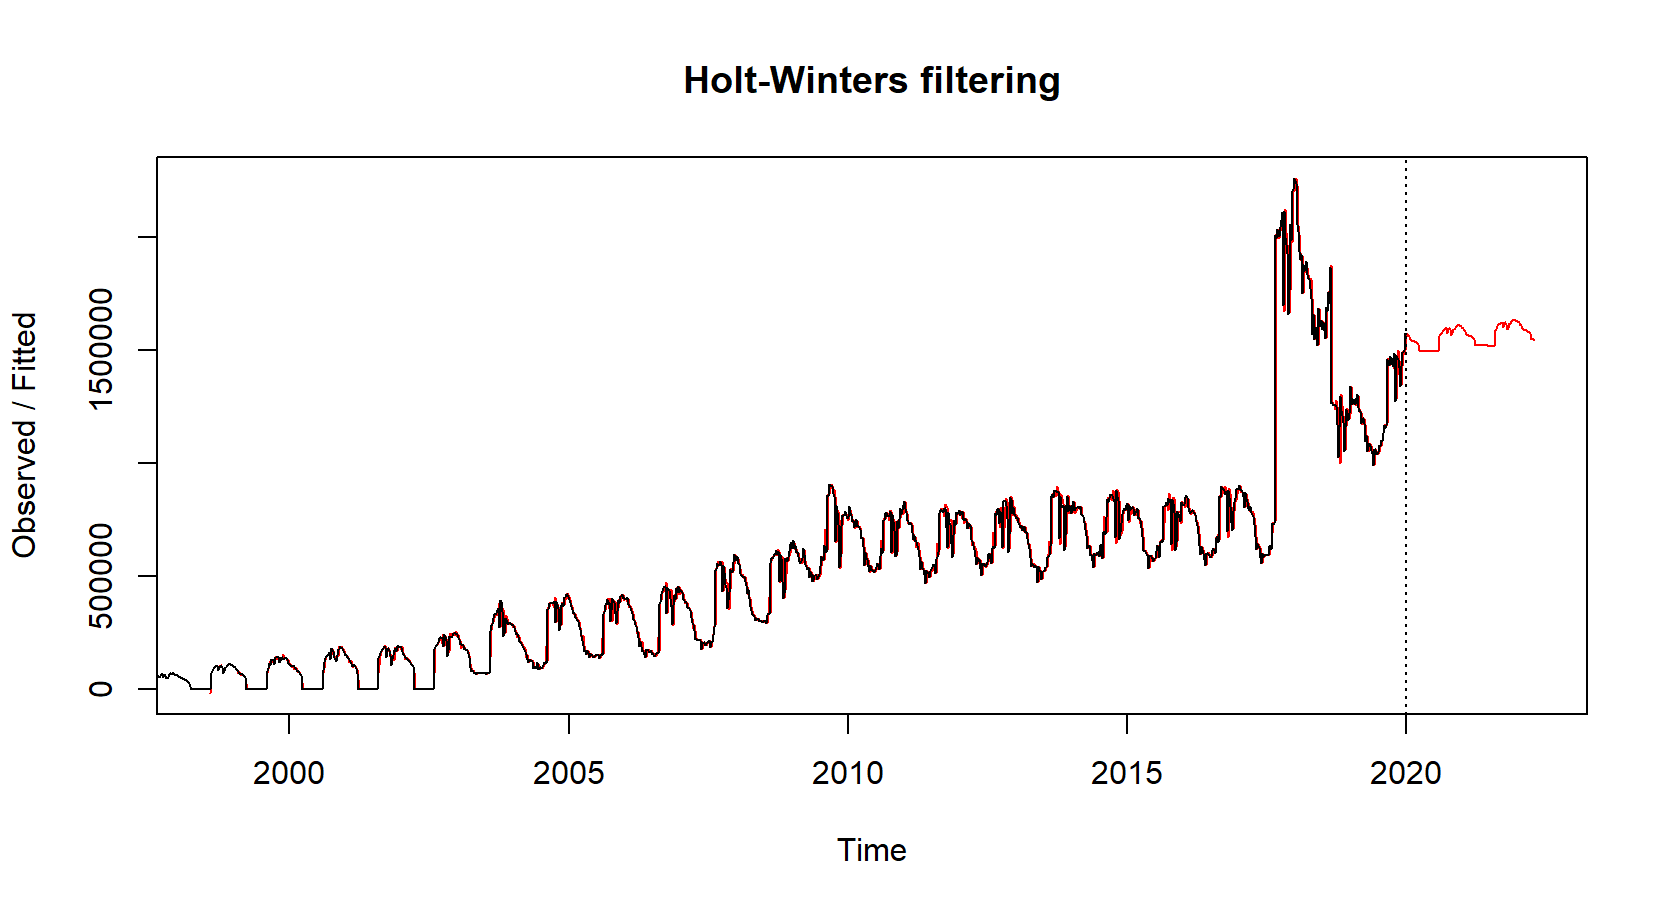 Holt-Winters filtering
Observed / Fitted
1500000
500000
0
2000 2005 2010 2015 2020
Time